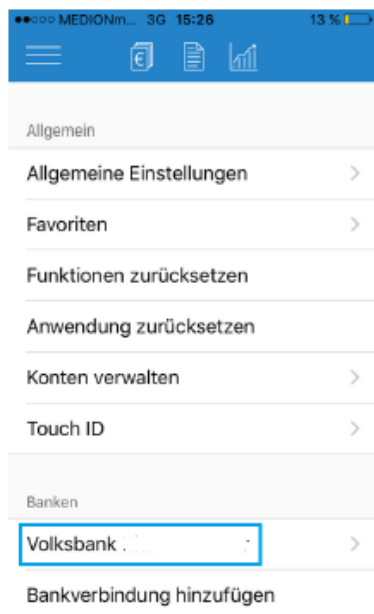 MEDIONm... 3G 15:26 13 %
Allgemein
Allgemeine Einstellungen
Favoriten
Funktionen zurücksetzen
Anwendung zurücksetzen
Konten verwalten
Touch ID
Banken
Volksbank
Bankverbindung hinzufügen